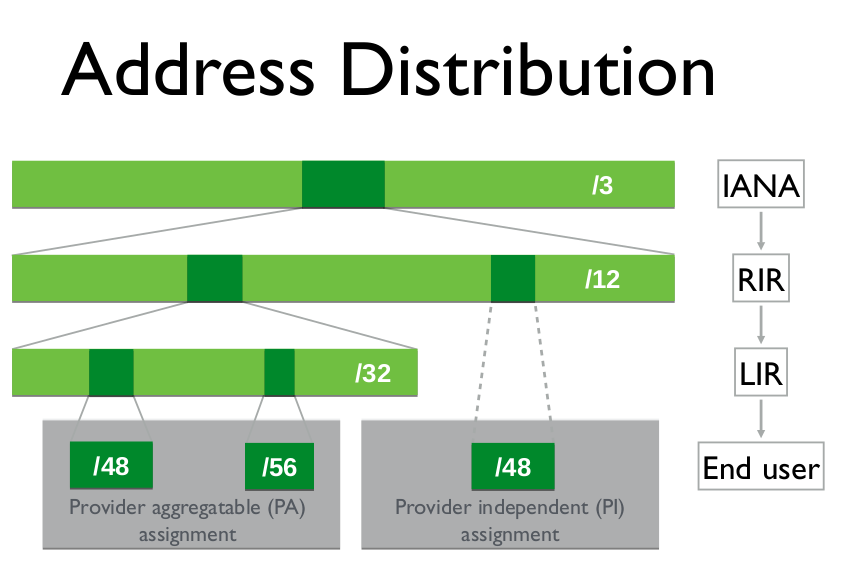 Address Distribution
/3
IANA
/12
RIR
/32
LIR
/48
/56
/48
End user
Provider aggregatable (PA)
assignment
Provider independent (PI)
assignment